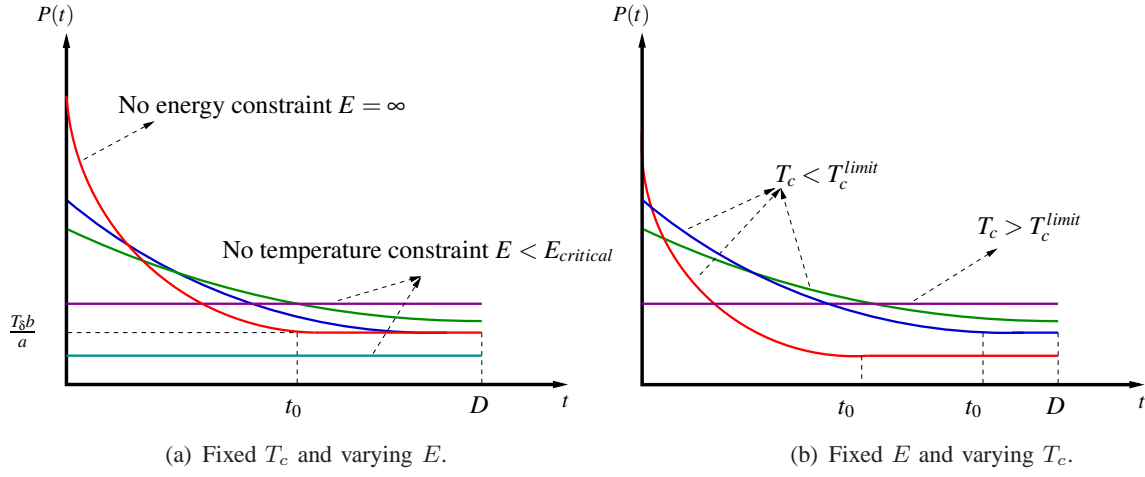 P(t)
No energy constraint E = ∞
No temperature constraint E < E_critical
T_δ b / a
t_0
D
t
(a) Fixed T_c and varying E.
P(t)
T_c < T_c^limit
T_c > T_c^limit
t_0
t_0
D
t
(b) Fixed E and varying T_c.